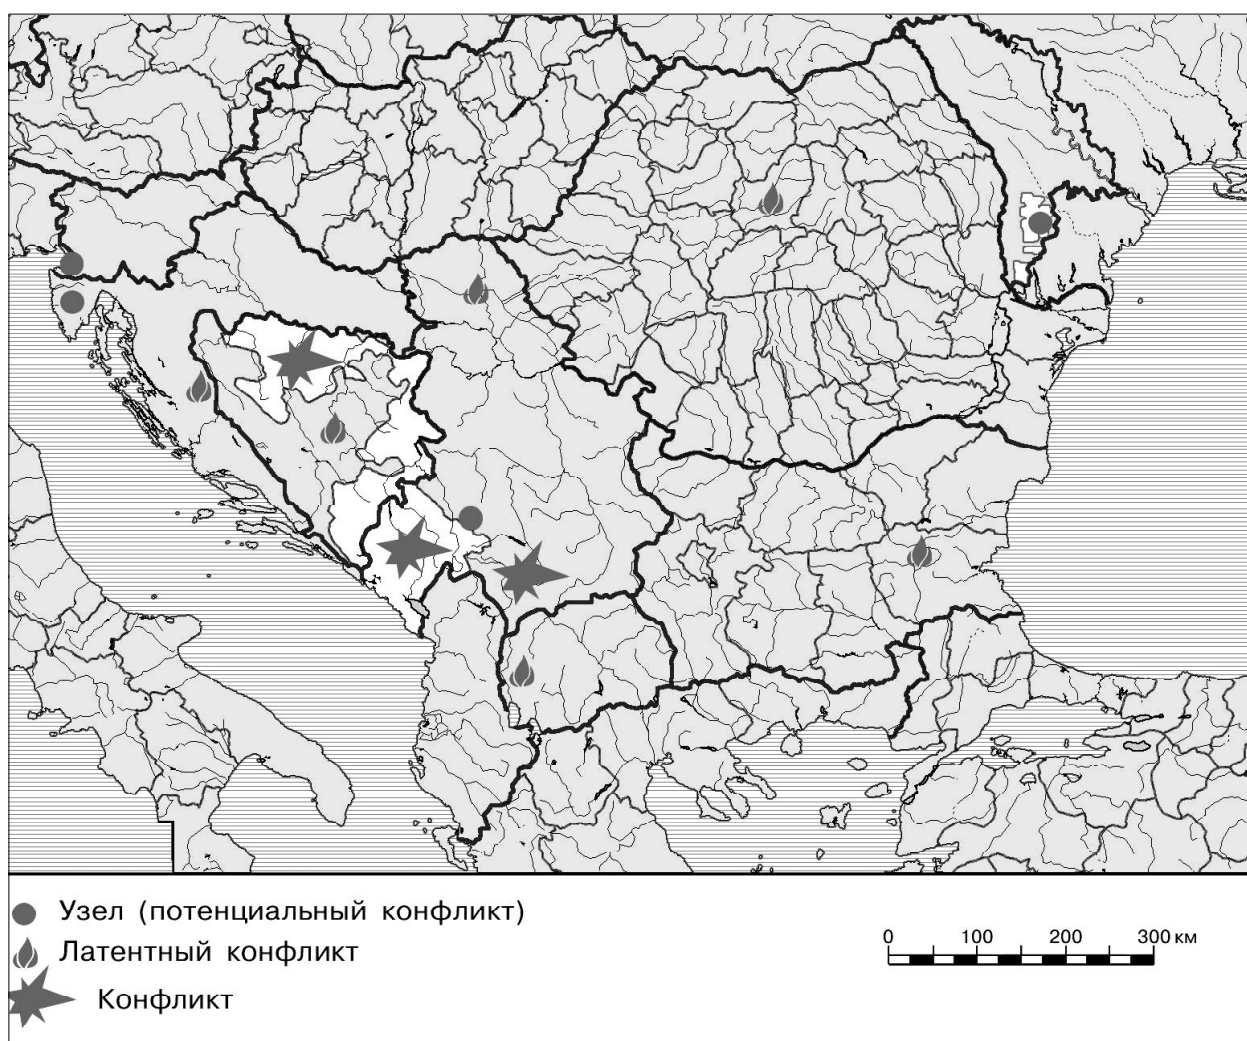 Узел (потенциальный конфликт)
Латентный конфликт
Конфликт
0 100 200 300 км